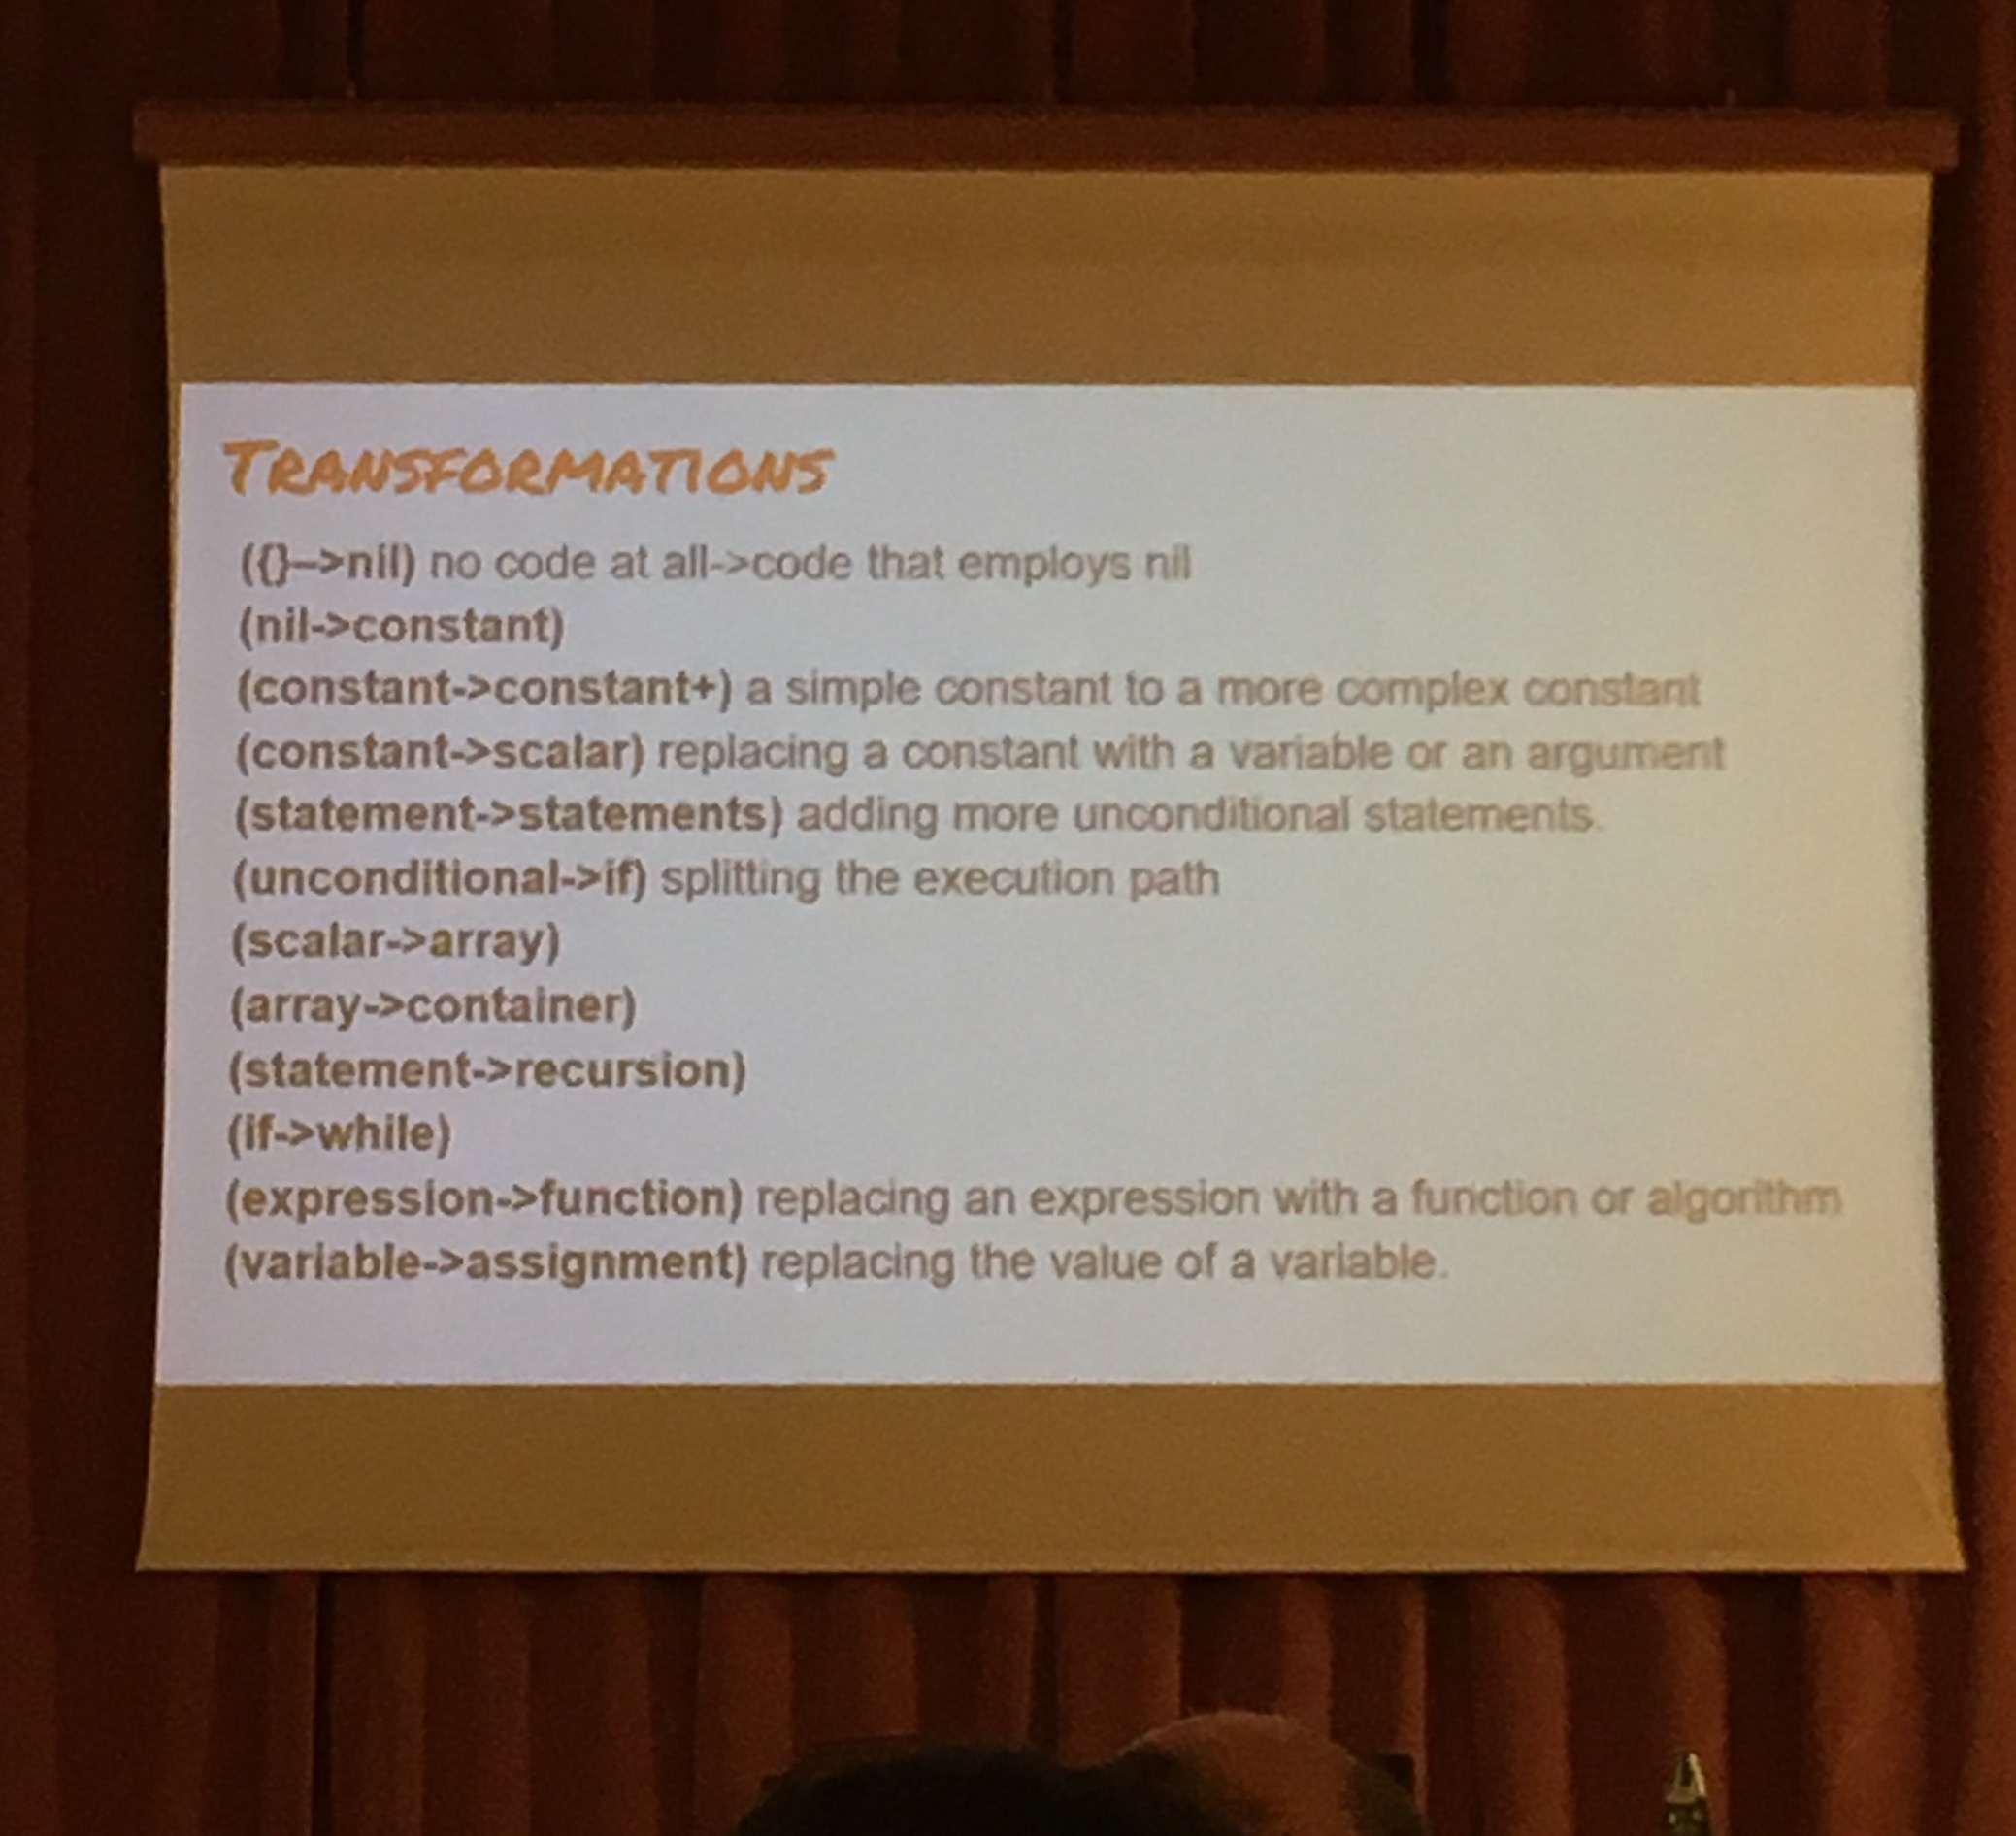 TRANSFORMATIONS
({}–>nil) no code at all->code that employs nil
(nil->constant)
(constant->constant+) a simple constant to a more complex constant
(constant->scalar) replacing a constant with a variable or an argument
(statement->statements) adding more unconditional statements.
(unconditional->if) splitting the execution path
(scalar->array)
(array->container)
(statement->recursion)
(if->while)
(expression->function) replacing an expression with a function or algorithm
(variable->assignment) replacing the value of a variable.